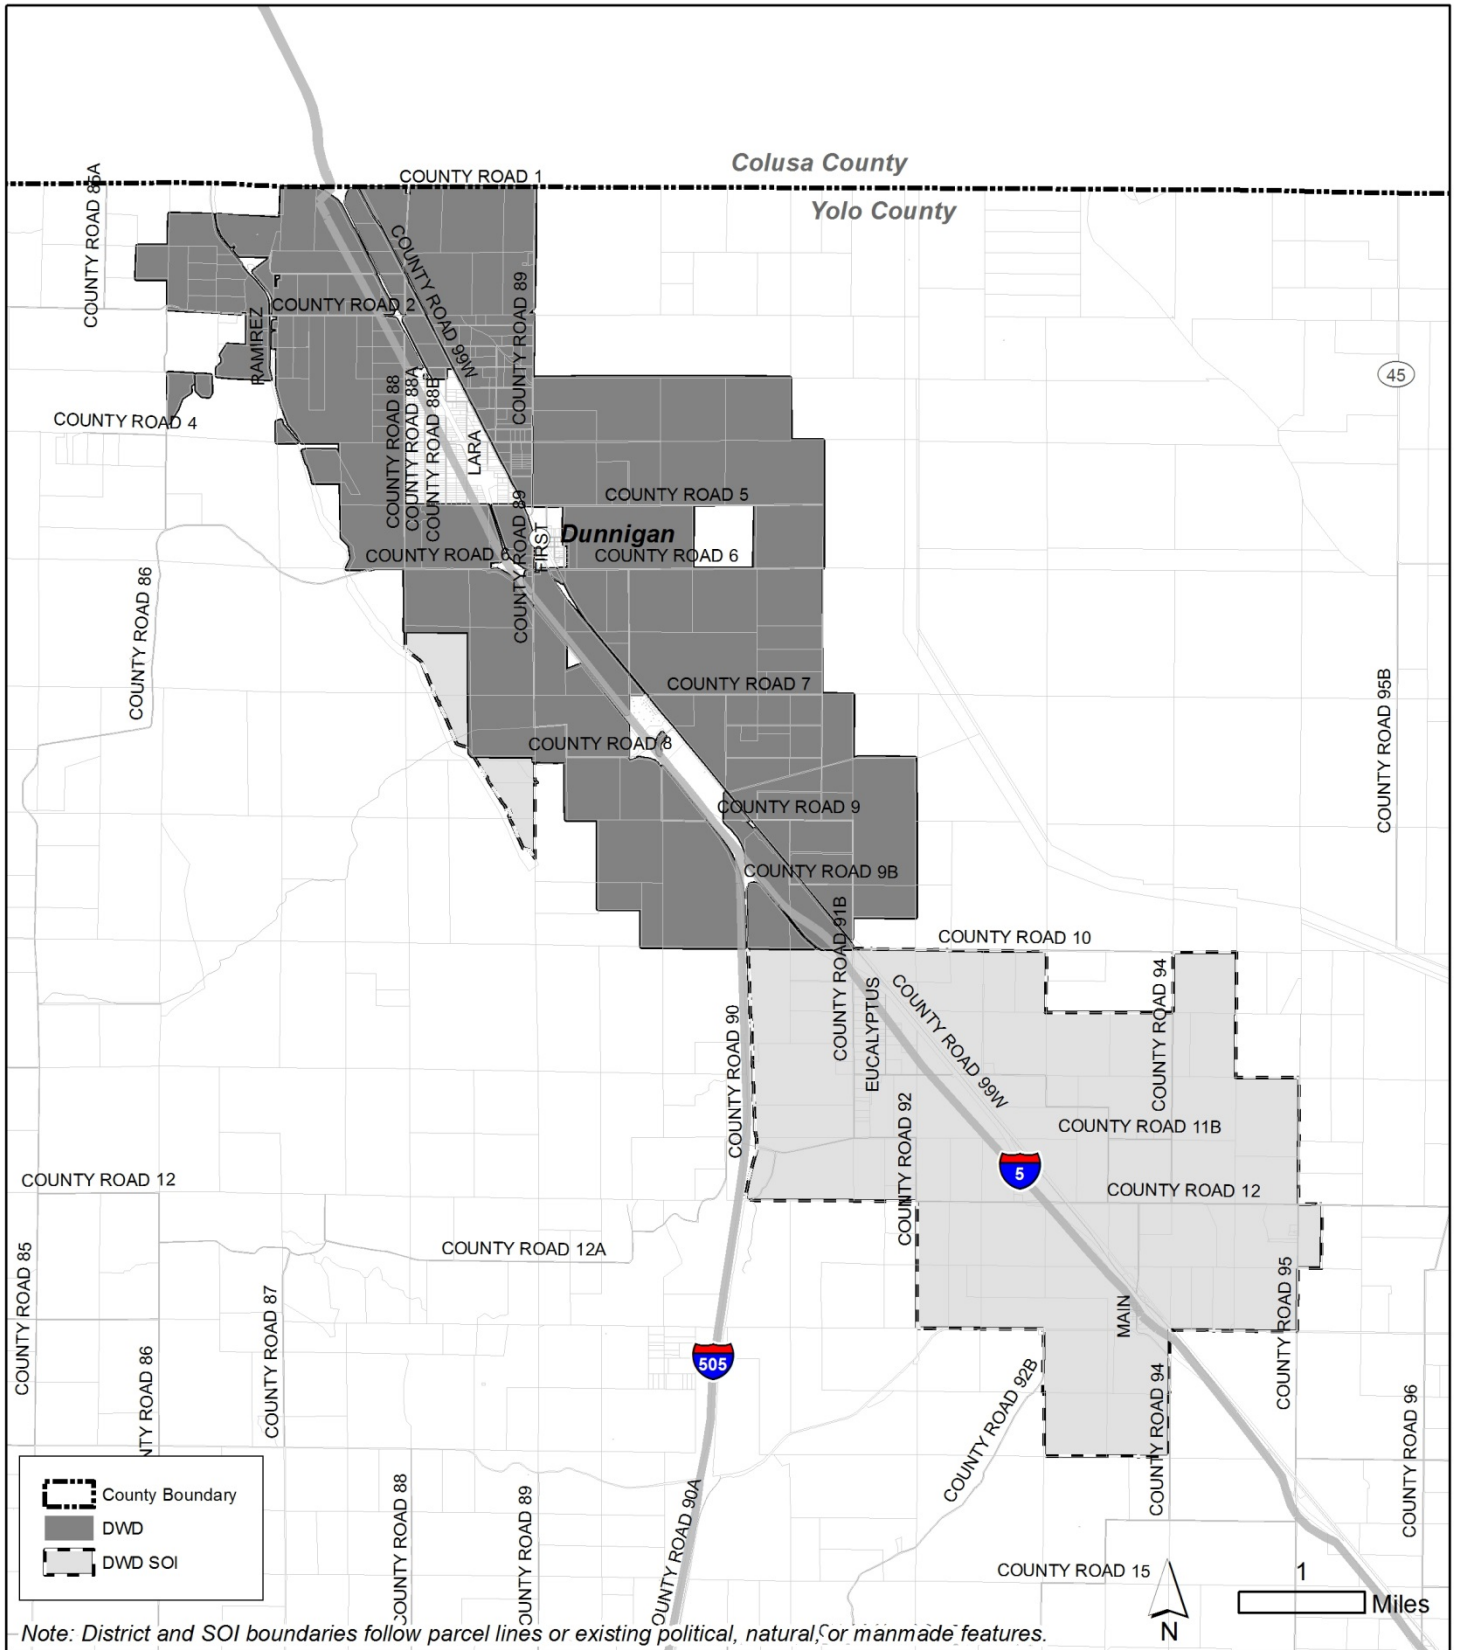 Colusa County
COUNTY ROAD 1
Yolo County
COUNTY ROAD 85A
COUNTY ROAD 99W
COUNTY ROAD 89
COUNTY ROAD 2
RAMIREZ
45
COUNTY ROAD 88
COUNTY ROAD 88A
COUNTY ROAD 88B
COUNTY ROAD 4
LARA
COUNTY ROAD 5
COUNTY ROAD 89
FIRST
Dunnigan
COUNTY ROAD 6
COUNTY ROAD 6
COUNTY ROAD 86
COUNTY ROAD 7
COUNTY ROAD 95B
COUNTY ROAD 8
COUNTY ROAD 9
COUNTY ROAD 9B
COUNTY ROAD 91B
COUNTY ROAD 10
EUCALYPTUS
COUNTY ROAD 99W
COUNTY ROAD 94
COUNTY ROAD 90
COUNTY ROAD 92
COUNTY ROAD 11B
5
COUNTY ROAD 12
COUNTY ROAD 12
COUNTY ROAD 12A
COUNTY ROAD 85
COUNTY ROAD 87
COUNTY ROAD 95
MAIN
505
NTY ROAD 86
COUNTY ROAD 92B
COUNTY ROAD 94
COUNTY ROAD 96
COUNTY ROAD 88
COUNTY ROAD 89
OUNTY ROAD 90A
COUNTY ROAD 15
County Boundary
DWD
DWD SOI
1
Miles
N
Note: District and SOI boundaries follow parcel lines or existing political, natural, or manmade features.